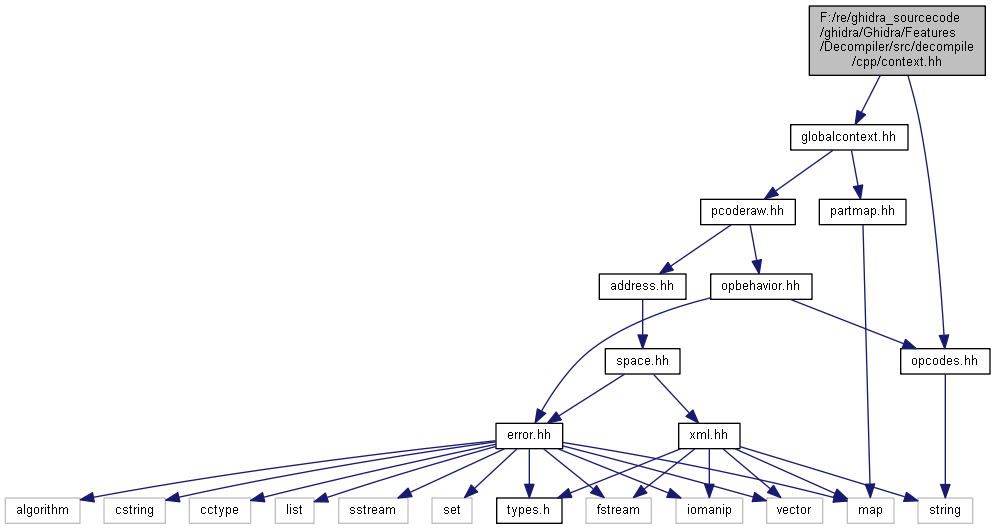 F:/re/ghidra_sourcecode
/ghidra/Ghidra/Features
/Decompiler/src/decompile
/cpp/context.hh
globalcontext.hh
pcoderaw.hh
partmap.hh
address.hh
opbehavior.hh
space.hh
opcodes.hh
error.hh
xml.hh
algorithm
cstring
cctype
list
sstream
set
types.h
fstream
iomanip
vector
map
string